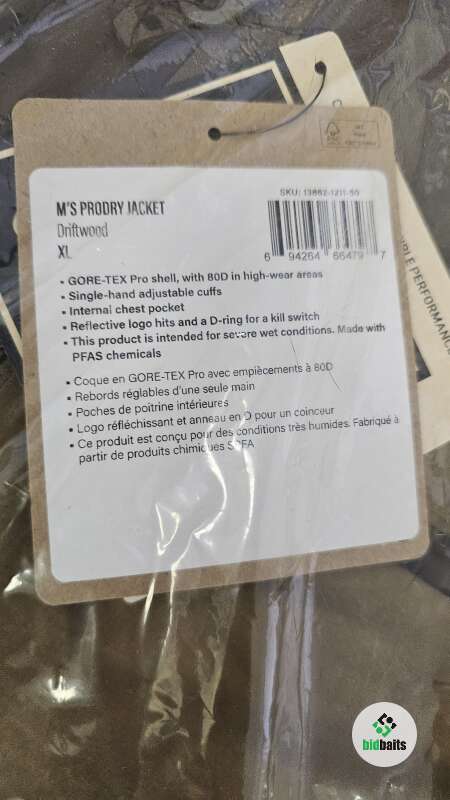 M'S PRODRY JACKET
Driftwood
XL
SKU: 13862-1211-50
6 94264 66479 7
• GORE-TEX Pro shell, with 80D in high-wear areas
• Single-hand adjustable cuffs
• Internal chest pocket
• Reflective logo hits and a D-ring for a kill switch
• This product is intended for severe wet conditions. Made with
PFAS chemicals
• Coque en GORE-TEX Pro avec empiècements à 80D
• Rebords réglables d'une seule main
• Poches de poitrine intérieures
• Logo réfléchissant et anneau en D pour un coinceur
• Ce produit est conçu pour des conditions très humides. Fabriqué à
partir de produits chimiques
PERFORMANCE
bidbaits